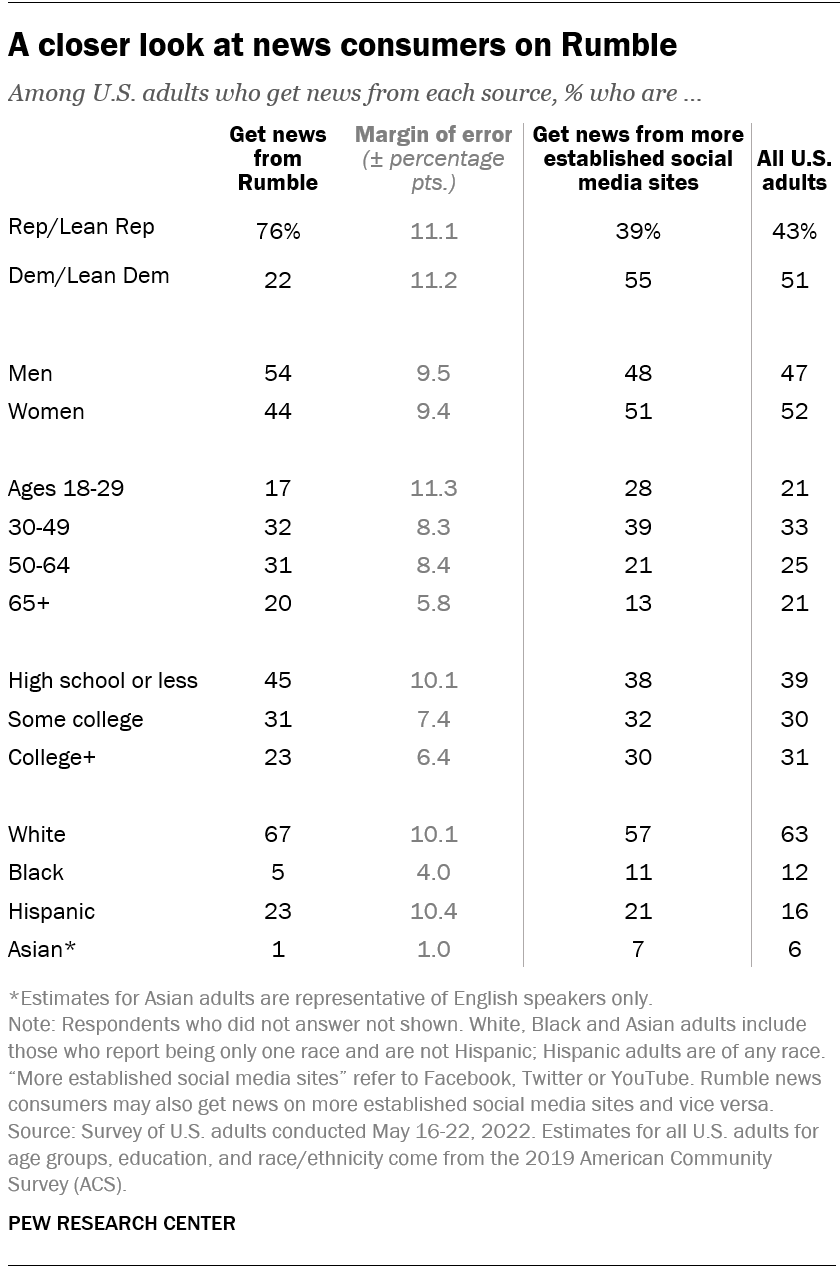 A closer look at news consumers on Rumble
Among U.S. adults who get news from each source, % who are ...
Get news from Rumble Margin of error (± percentage pts.) Get news from more established social media sites All U.S. adults
Rep/Lean Rep 76% 11.1 39% 43%
Dem/Lean Dem 22 11.2 55 51
Men 54 9.5 48 47
Women 44 9.4 51 52
Ages 18-29 17 11.3 28 21
30-49 32 8.3 39 33
50-64 31 8.4 21 25
65+ 20 5.8 13 21
High school or less 45 10.1 38 39
Some college 31 7.4 32 30
College+ 23 6.4 30 31
White 67 10.1 57 63
Black 5 4.0 11 12
Hispanic 23 10.4 21 16
Asian* 1 1.0 7 6
*Estimates for Asian adults are representative of English speakers only.
Note: Respondents who did not answer not shown. White, Black and Asian adults include
those who report being only one race and are not Hispanic; Hispanic adults are of any race.
“More established social media sites” refer to Facebook, Twitter or YouTube. Rumble news
consumers may also get news on more established social media sites and vice versa.
Source: Survey of U.S. adults conducted May 16-22, 2022. Estimates for all U.S. adults for
age groups, education, and race/ethnicity come from the 2019 American Community
Survey (ACS).
PEW RESEARCH CENTER